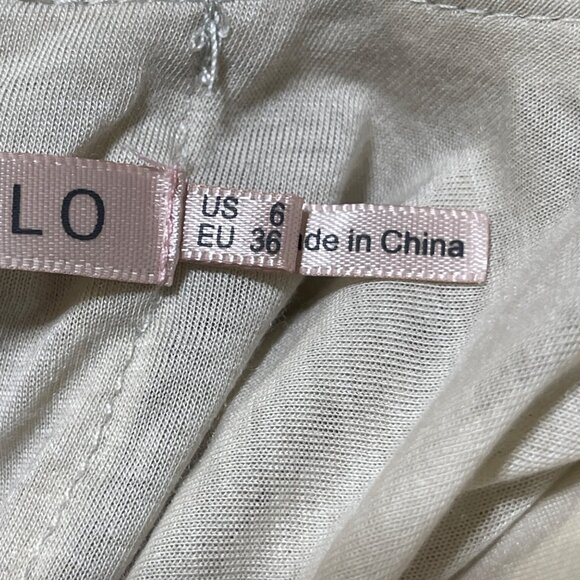 LO
US 6
EU 36
de in China